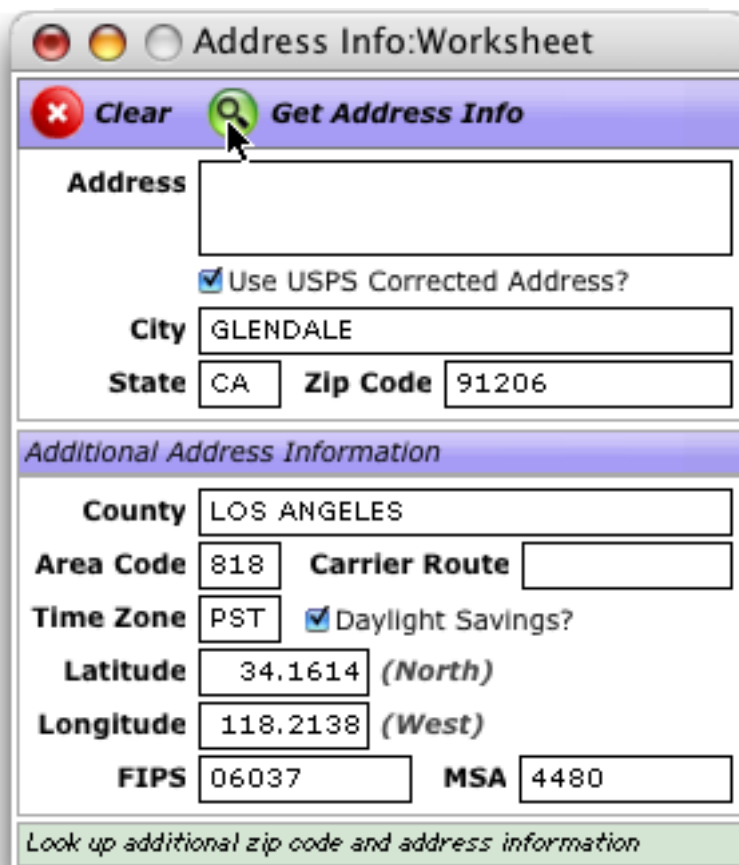 Address Info:Worksheet
Clear Get Address Info
Address
Use USPS Corrected Address?
City GLENDALE
State CA Zip Code 91206
Additional Address Information
County LOS ANGELES
Area Code 818 Carrier Route
Time Zone PST Daylight Savings?
Latitude 34.1614 (North)
Longitude 118.2138 (West)
FIPS 06037 MSA 4480
Look up additional zip code and address information